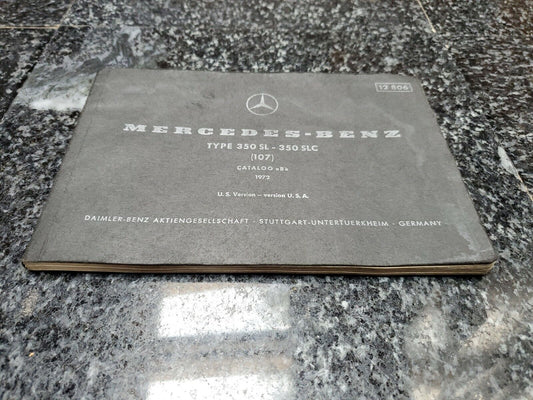 12 806
MERCEDES-BENZ
TYPE 350 SL - 350 SLC
(107)
CATALOG »B«
1972
U.S. Version - version U.S.A.
DAIMLER-BENZ AKTIENGESELLSCHAFT · STUTTGART-UNTERTUERKHEIM · GERMANY